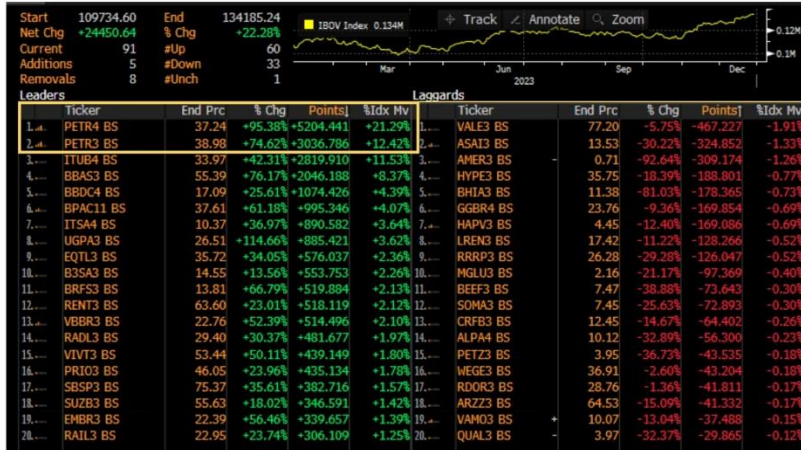 Start 109734.60 End 134185.24
Net Chg +24450.64 % Chg +22.28%
Current 91 #Up 60
Additions 5 #Down 33
Removals 8 #Unch 1
IBOV Index 0.134M
Track Annotate Zoom
0.12M
0.1M
Mar Jun Sep Dec
2023
Leaders Laggards
Ticker End Prc % Chg Points↓ %Idx Mv Ticker End Prc % Chg Points↑ %Idx Mv
1. PETR4 BS 37.24 +95.38% +5204.441 +21.29% 1. VALE3 BS 77.20 -5.75% -467.227 -1.91%
2. PETR3 BS 38.98 +74.62% +3036.786 +12.42% 2. ASAI3 BS 13.53 -30.22% -324.852 -1.33%
3. ITUB4 BS 33.97 +42.31% +2819.910 +11.53% 3. AMER3 BS - 0.71 -92.64% -309.174 -1.26%
4. BBAS3 BS 55.39 +76.17% +2046.188 +8.37% 4. HYPE3 BS 35.75 -18.39% -188.801 -0.77%
5. BBDC4 BS 17.09 +25.61% +1074.426 +4.39% 5. BHIA3 BS 11.38 -81.03% -178.365 -0.73%
6. BPAC11 BS 37.61 +61.18% +995.346 +4.07% 6. GGBR4 BS 23.76 -9.36% -169.854 -0.69%
7. ITSA4 BS 10.37 +36.97% +890.582 +3.64% 7. HAPV3 BS 4.45 -12.40% -169.086 -0.69%
8. UGPA3 BS 26.51 +114.66% +885.421 +3.62% 8. LREN3 BS 17.42 -11.22% -128.266 -0.52%
9. EQTL3 BS 35.72 +34.05% +576.037 +2.36% 9. RRRP3 BS 26.28 -29.28% -126.047 -0.52%
10. B3SA3 BS 14.55 +13.56% +553.753 +2.26% 10. MGLU3 BS 2.16 -21.17% -97.369 -0.40%
11. BRFS3 BS 13.81 +66.79% +519.884 +2.13% 11. BEEF3 BS 7.47 -38.88% -73.643 -0.30%
12. RENT3 BS 63.60 +23.01% +518.119 +2.12% 12. SOMA3 BS 7.45 -25.63% -72.893 -0.30%
13. VBBR3 BS 22.76 +52.39% +514.496 +2.10% 13. CRFB3 BS 12.45 -14.67% -64.402 -0.26%
14. RADL3 BS 29.40 +30.37% +481.677 +1.97% 14. ALPA4 BS 10.12 -32.89% -56.300 -0.23%
15. VIVT3 BS 53.44 +50.11% +439.149 +1.80% 15. PETZ3 BS 3.95 -36.73% -43.535 -0.18%
16. PRIO3 BS 46.05 +23.96% +435.134 +1.78% 16. WEGE3 BS 36.91 -2.60% -43.204 -0.18%
17. SBSP3 BS 75.37 +35.61% +382.716 +1.57% 17. RDOR3 BS 28.76 -1.36% -41.811 -0.17%
18. SUZB3 BS 55.63 +18.02% +346.591 +1.42% 18. ARZZ3 BS 64.53 -15.09% -41.332 -0.17%
19. EMBR3 BS 22.39 +56.46% +339.657 +1.39% 19. VAMO3 BS + 10.07 -13.04% -37.488 -0.15%
20. RAIL3 BS 22.95 +23.74% +306.109 +1.25% 20. QUAL3 BS - 3.97 -32.37% -29.865 -0.12%